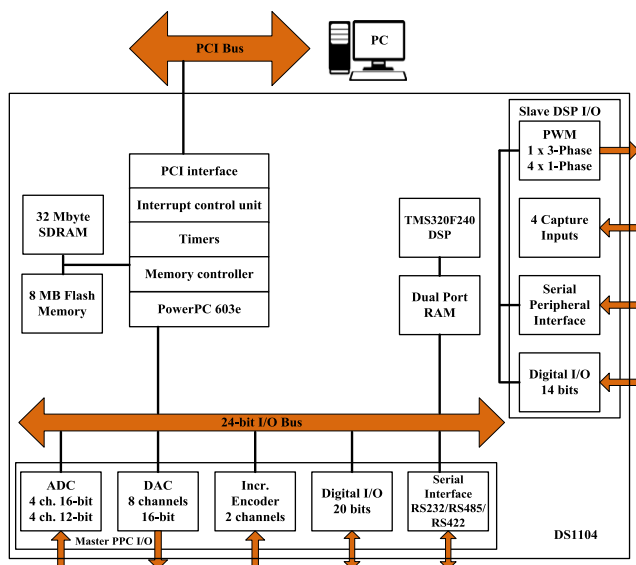 PCI Bus
PC
Slave DSP I/O
PWM
1 x 3-Phase
4 x 1-Phase
4 Capture
Inputs
Serial
Peripheral
Interface
Digital I/O
14 bits
PCI interface
Interrupt control unit
Timers
Memory controller
PowerPC 603e
32 Mbyte
SDRAM
8 MB Flash
Memory
TMS320F240
DSP
Dual Port
RAM
24-bit I/O Bus
ADC
4 ch. 16-bit
4 ch. 12-bit
DAC
8 channels
16-bit
Incr.
Encoder
2 channels
Digital I/O
20 bits
Serial
Interface
RS232/RS485/
RS422
Master PPC I/O
DS1104